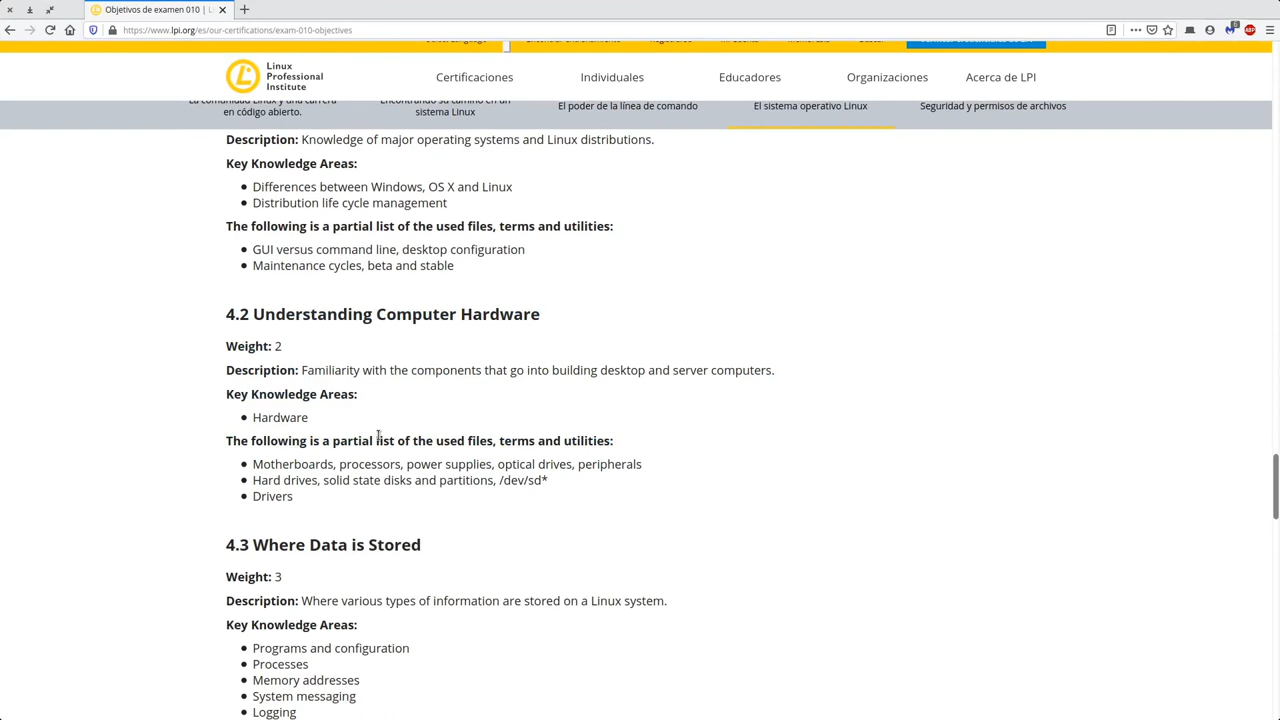 Objetivos de examen 010 | L
https://www.lpi.org/es/our-certifications/exam-010-objectives
6
ABP
Linux
Professional
Institute
Certificaciones
Individuales
Educadores
Organizaciones
Acerca de LPI
La comunidad Linux y una carrera
en código abierto.
Encontrando su camino en un
sistema Linux
El poder de la línea de comando
El sistema operativo Linux
Seguridad y permisos de archivos
Description: Knowledge of major operating systems and Linux distributions.
Key Knowledge Areas:
Differences between Windows, OS X and Linux
Distribution life cycle management
The following is a partial list of the used files, terms and utilities:
GUI versus command line, desktop configuration
Maintenance cycles, beta and stable
4.2 Understanding Computer Hardware
Weight: 2
Description: Familiarity with the components that go into building desktop and server computers.
Key Knowledge Areas:
Hardware
The following is a partial list of the used files, terms and utilities:
Motherboards, processors, power supplies, optical drives, peripherals
Hard drives, solid state disks and partitions, /dev/sd*
Drivers
4.3 Where Data is Stored
Weight: 3
Description: Where various types of information are stored on a Linux system.
Key Knowledge Areas:
Programs and configuration
Processes
Memory addresses
System messaging
Logging